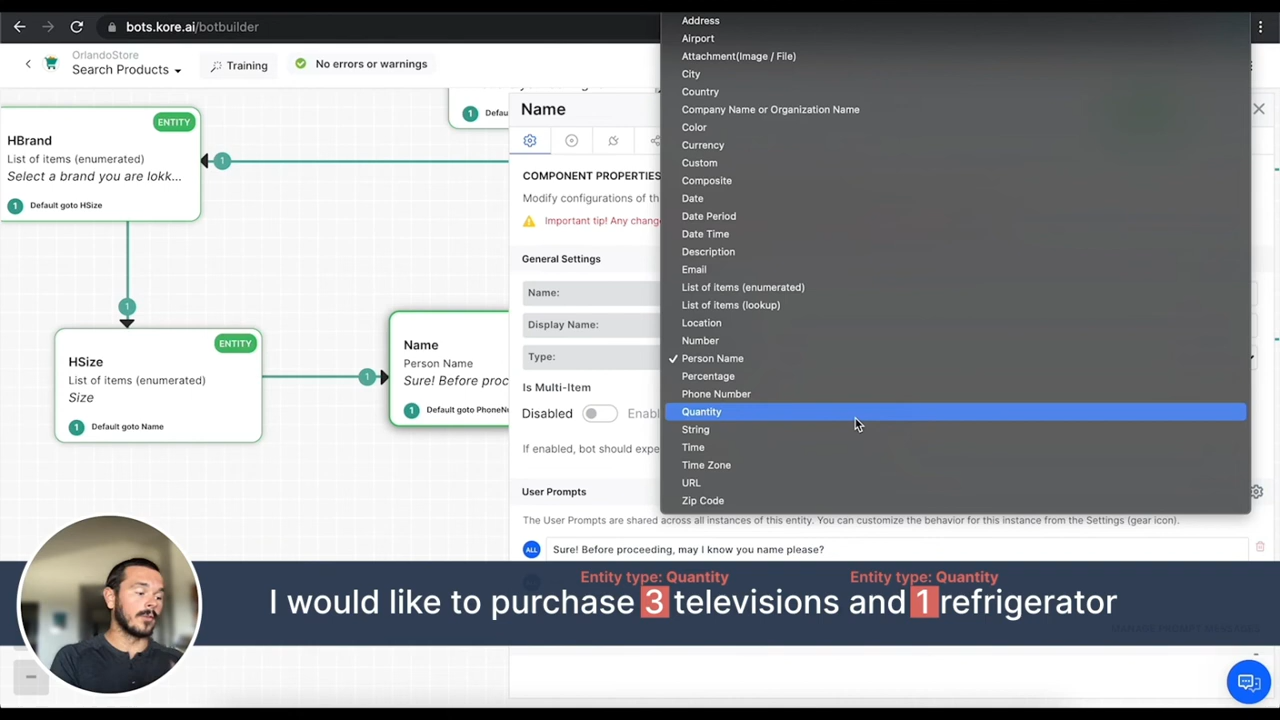 bots.kore.ai/botbuilder
OrlandoStore
Search Products
Training
No errors or warnings
HBrand
ENTITY
List of items (enumerated)
Select a brand you are lokk...
1 Default goto HSize
1
1
HSize
ENTITY
List of items (enumerated)
Size
1 Default goto Name
1
1 Defau
Name
Person Name
Sure! Before proc
1 Default goto PhoneNu
Name
COMPONENT PROPERTIES
Modify configurations of th
Important tip! Any change
General Settings
Name:
Display Name:
Type:
Is Multi-Item
Disabled
Enab
If enabled, bot should expe
User Prompts
The User Prompts are shared across all instances of this entity. You can customize the behavior for this instance from the Settings (gear icon).
ALL Sure! Before proceeding, may I know you name please?
Address
Airport
Attachment(Image / File)
City
Country
Company Name or Organization Name
Color
Currency
Custom
Composite
Date
Date Period
Date Time
Description
Email
List of items (enumerated)
List of items (lookup)
Location
Number
✓ Person Name
Percentage
Phone Number
Quantity
String
Time
Time Zone
URL
Zip Code
Entity type: Quantity Entity type: Quantity
I would like to purchase 3 televisions and 1 refrigerator